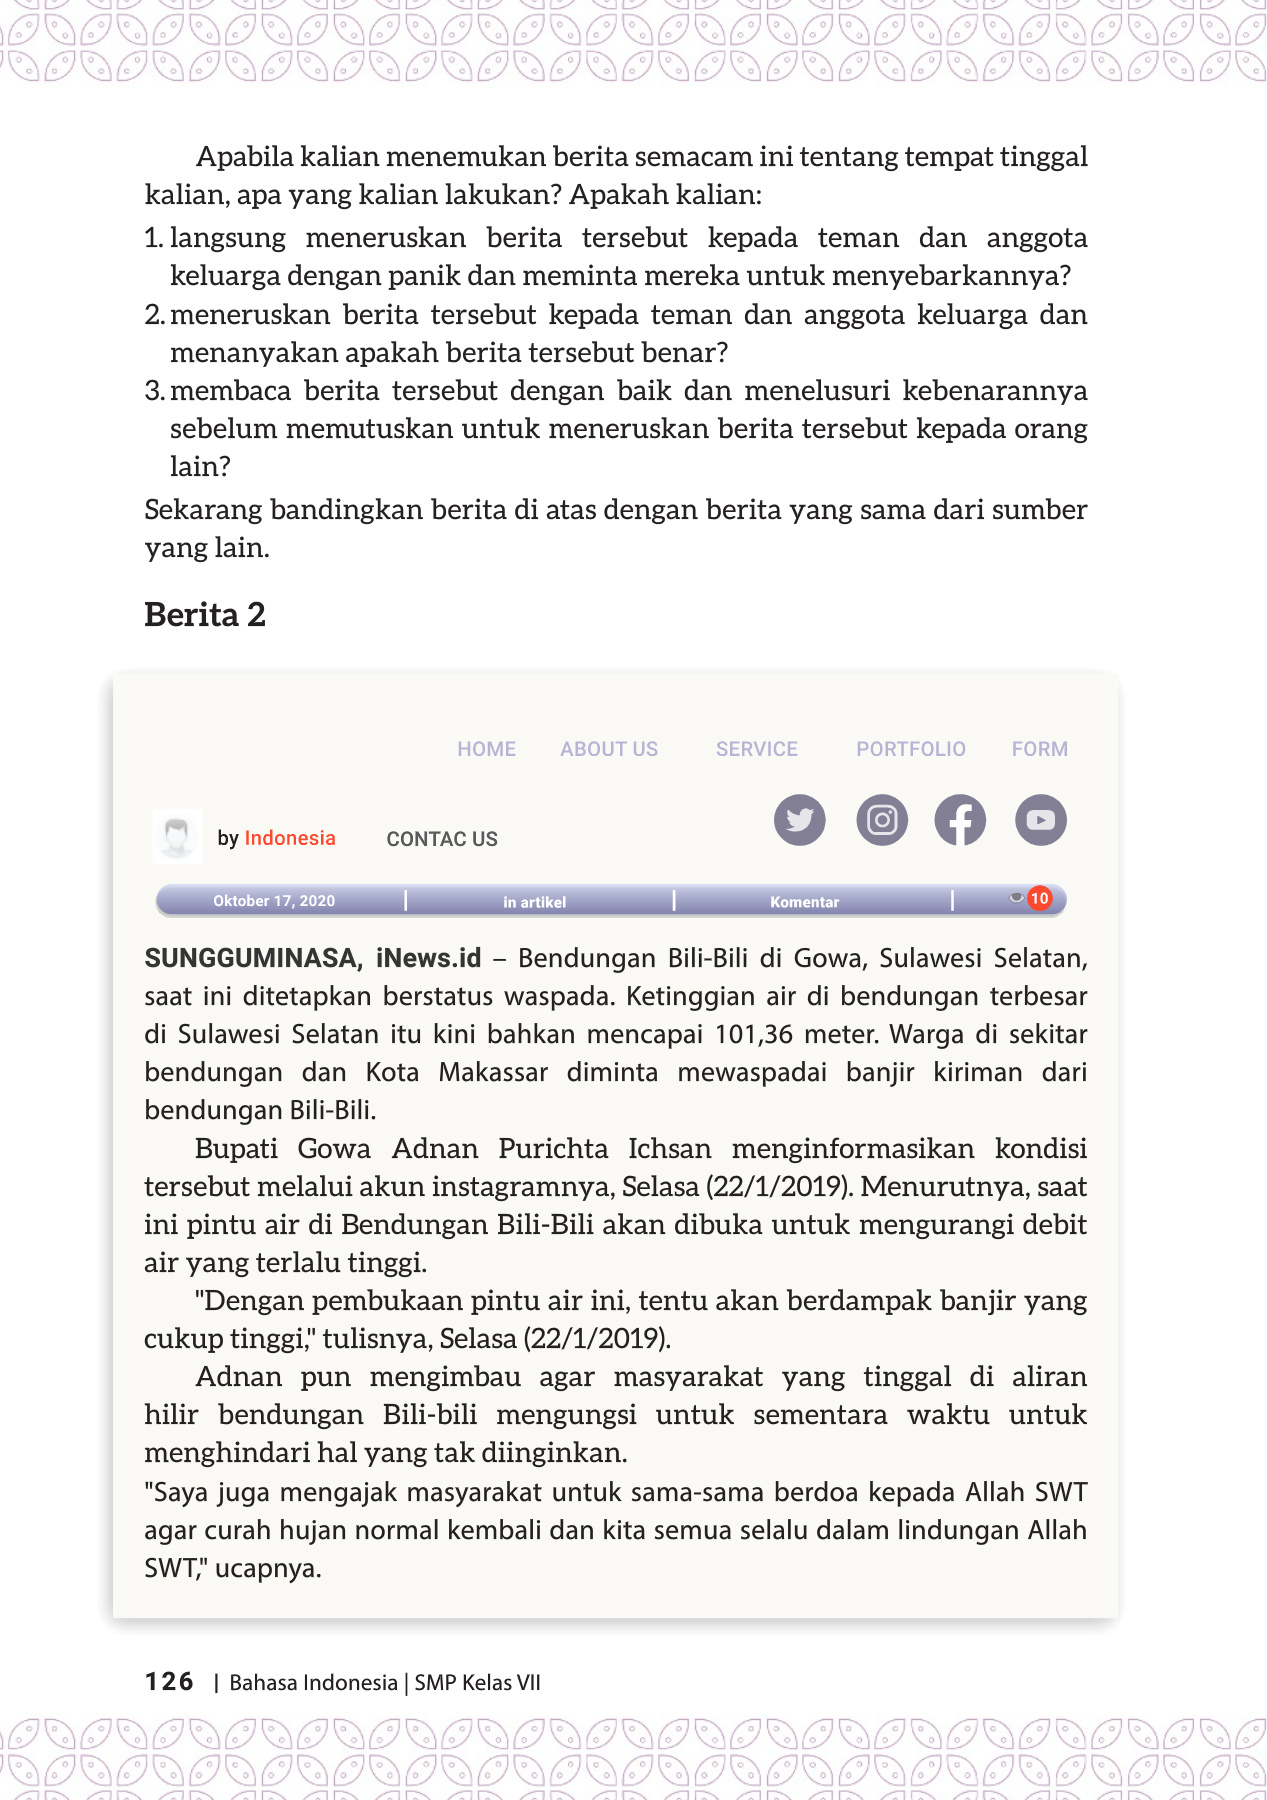 Apabila kalian menemukan berita semacam ini tentang tempat tinggal
kalian, apa yang kalian lakukan? Apakah kalian:
1. langsung meneruskan berita tersebut kepada teman dan anggota
keluarga dengan panik dan meminta mereka untuk menyebarkannya?
2. meneruskan berita tersebut kepada teman dan anggota keluarga dan
menanyakan apakah berita tersebut benar?
3. membaca berita tersebut dengan baik dan menelusuri kebenarannya
sebelum memutuskan untuk meneruskan berita tersebut kepada orang
lain?
Sekarang bandingkan berita di atas dengan berita yang sama dari sumber
yang lain.
Berita 2
HOME ABOUT US SERVICE PORTFOLIO FORM
by Indonesia CONTAC US
Oktober 17, 2020 | in artikel | Komentar | 10
SUNGGUMINASA, iNews.id – Bendungan Bili-Bili di Gowa, Sulawesi Selatan,
saat ini ditetapkan berstatus waspada. Ketinggian air di bendungan terbesar
di Sulawesi Selatan itu kini bahkan mencapai 101,36 meter. Warga di sekitar
bendungan dan Kota Makassar diminta mewaspadai banjir kiriman dari
bendungan Bili-Bili.
Bupati Gowa Adnan Purichta Ichsan menginformasikan kondisi
tersebut melalui akun instagramnya, Selasa (22/1/2019). Menurutnya, saat
ini pintu air di Bendungan Bili-Bili akan dibuka untuk mengurangi debit
air yang terlalu tinggi.
"Dengan pembukaan pintu air ini, tentu akan berdampak banjir yang
cukup tinggi," tulisnya, Selasa (22/1/2019).
Adnan pun mengimbau agar masyarakat yang tinggal di aliran
hilir bendungan Bili-bili mengungsi untuk sementara waktu untuk
menghindari hal yang tak diinginkan.
"Saya juga mengajak masyarakat untuk sama-sama berdoa kepada Allah SWT
agar curah hujan normal kembali dan kita semua selalu dalam lindungan Allah
SWT," ucapnya.
126 | Bahasa Indonesia | SMP Kelas VII